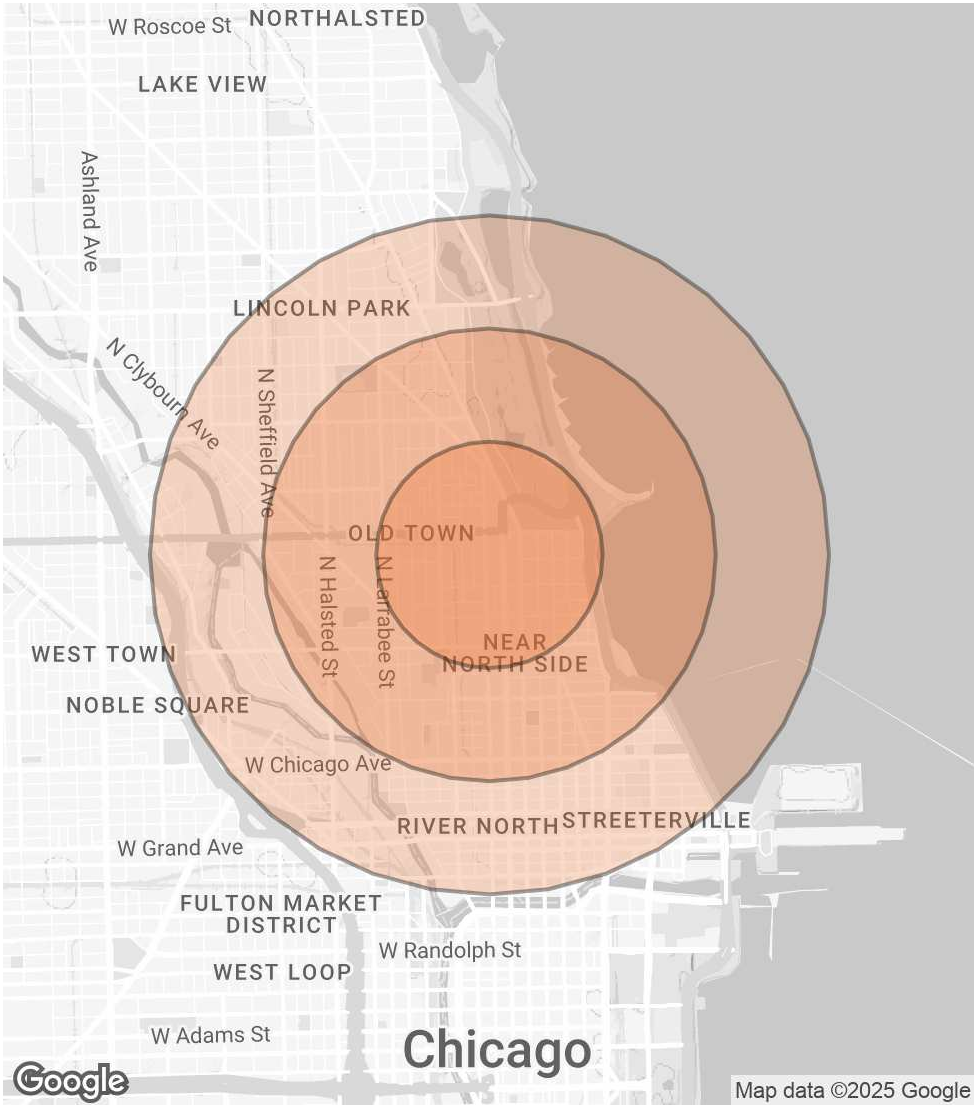 NORTHALSTED
W Roscoe St
LAKE VIEW
Ashland Ave
LINCOLN PARK
N Clybourn Ave
N Sheffield Ave
OLD TOWN
N Halsted St
N Larrabee St
NEAR
NORTH SIDE
WEST TOWN
NOBLE SQUARE
W Chicago Ave
RIVER NORTH
STREETERVILLE
W Grand Ave
FULTON MARKET
DISTRICT
W Randolph St
WEST LOOP
W Adams St
Chicago
Google
Map data ©2025 Google